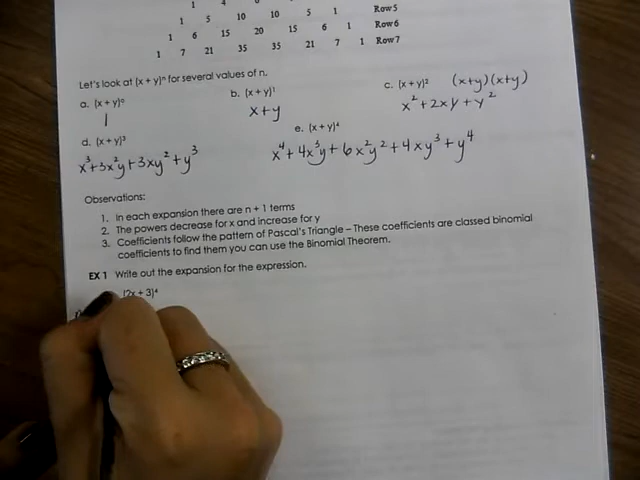 1 5 10 10 5 1 Row5
1 6 15 20 15 6 1 Row6
1 7 21 35 35 21 7 1 Row7
Let's look at (x + y)ⁿ for several values of n.
a. (x + y)⁰ b. (x + y)¹ c. (x + y)² (x+y)(x+y)
1 x+y x² + 2xy + y²
d. (x + y)³ e. (x + y)⁴
x³+3x²y+3xy²+y³ x⁴+4x³y+6x²y²+4xy³+y⁴
Observations:
1. In each expansion there are n + 1 terms
2. The powers decrease for x and increase for y
3. Coefficients follow the pattern of Pascal's Triangle – These coefficients are classed binomial
coefficients to find them you can use the Binomial Theorem.
EX 1 Write out the expansion for the expression.
(2x + 3)⁴